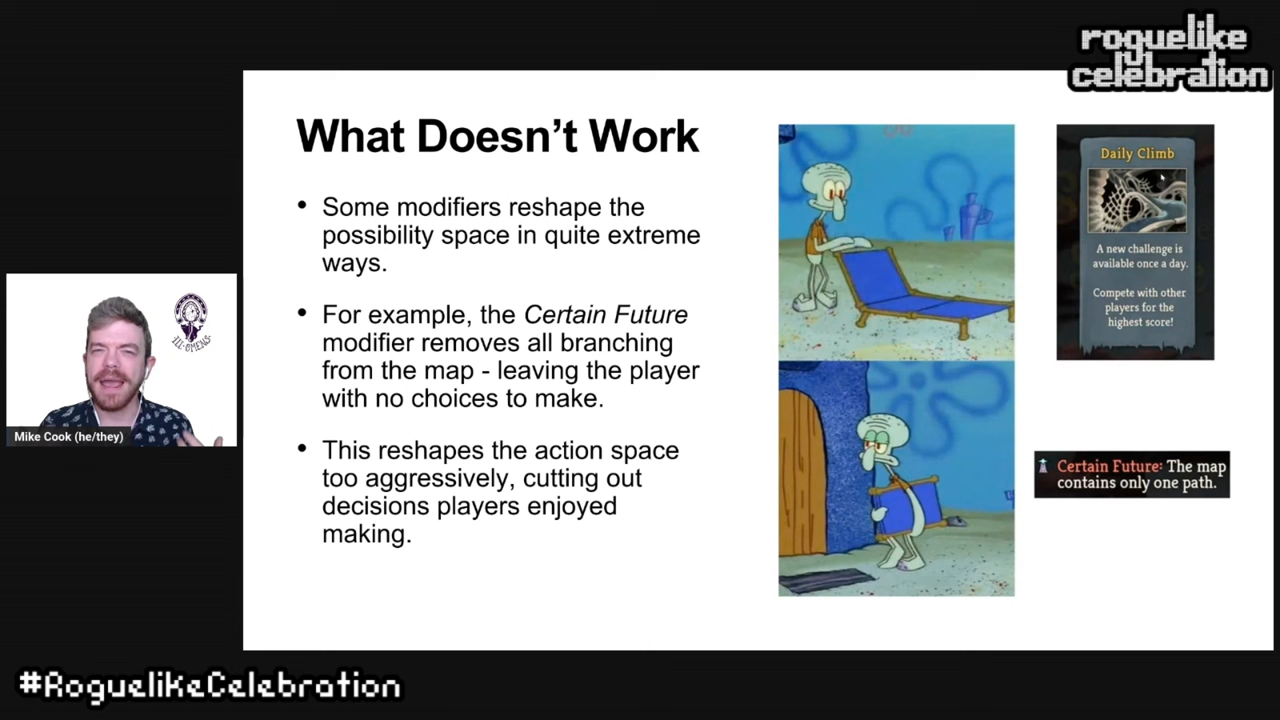 roguelike
celebration
What Doesn't Work
• Some modifiers reshape the
possibility space in quite extreme
ways.
• For example, the Certain Future
modifier removes all branching
from the map - leaving the player
with no choices to make.
• This reshapes the action space
too aggressively, cutting out
decisions players enjoyed
making.
Daily Climb
A new challenge is
available once a day.
Compete with other
players for the
highest score!
Certain Future: The map
contains only one path.
ILL OMENS
Mike Cook (he/they)
#RoguelikeCelebration